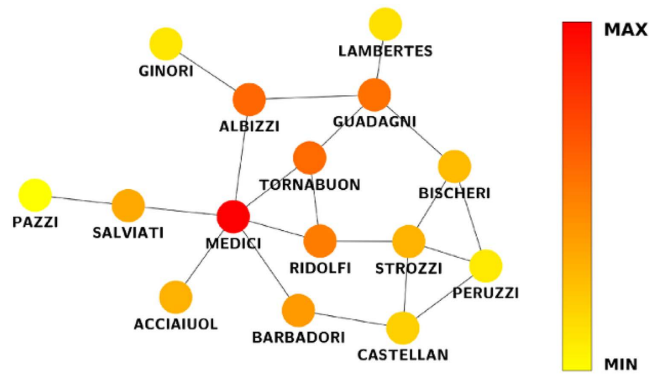 MAX
LAMBERTES
GINORI
GUADAGNI
ALBIZZI
TORNABUON
BISCHERI
PAZZI
SALVIATI
MEDICI
RIDOLFI
STROZZI
PERUZZI
ACCIAIUOL
BARBADORI
CASTELLAN
MIN